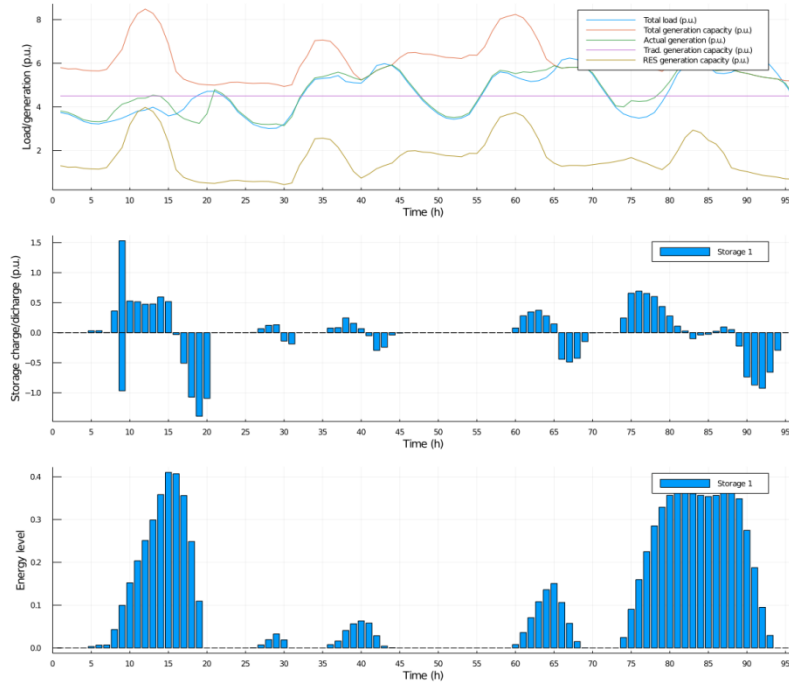 Total load (p.u.)
Total generation capacity (p.u.)
Actual generation (p.u.)
Trad. generation capacity (p.u.)
RES generation capacity (p.u.)
Load/generation (p.u.)
8
6
4
2
0 5 10 15 20 25 30 35 40 45 50 55 60 65 70 75 80 85 90 95
Time (h)
Storage 1
Storage charge/dicharge (p.u.)
1.5
1.0
0.5
0.0
−0.5
−1.0
0 5 10 15 20 25 30 35 40 45 50 55 60 65 70 75 80 85 90 95
Time (h)
Storage 1
Energy level
0.4
0.3
0.2
0.1
0.0
0 5 10 15 20 25 30 35 40 45 50 55 60 65 70 75 80 85 90 95
Time (h)